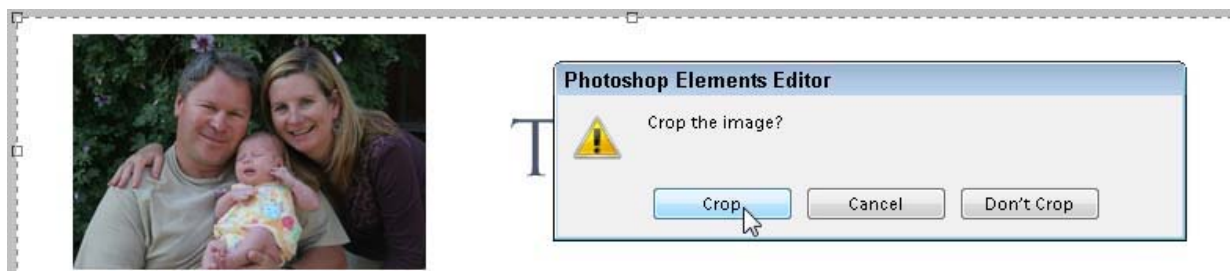 Photoshop Elements Editor
Crop the image?
T
Crop
Cancel
Don't Crop